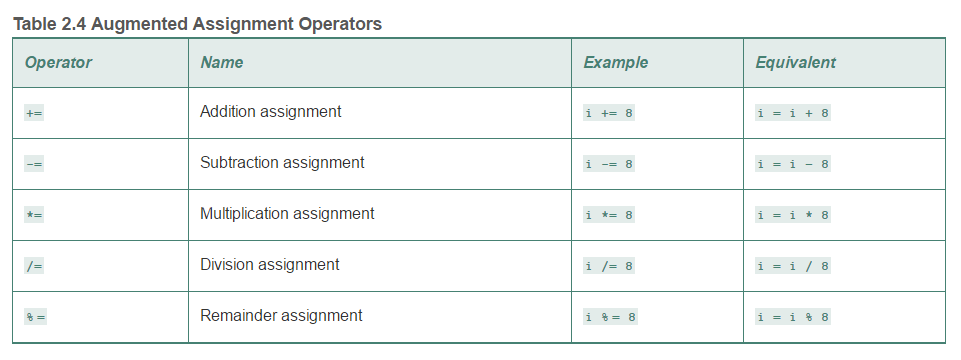 Table 2.4 Augmented Assignment Operators
Operator Name Example Equivalent
+= Addition assignment i += 8 i = i + 8
-= Subtraction assignment i -= 8 i = i - 8
*= Multiplication assignment i *= 8 i = i * 8
/= Division assignment i /= 8 i = i / 8
%= Remainder assignment i %= 8 i = i % 8